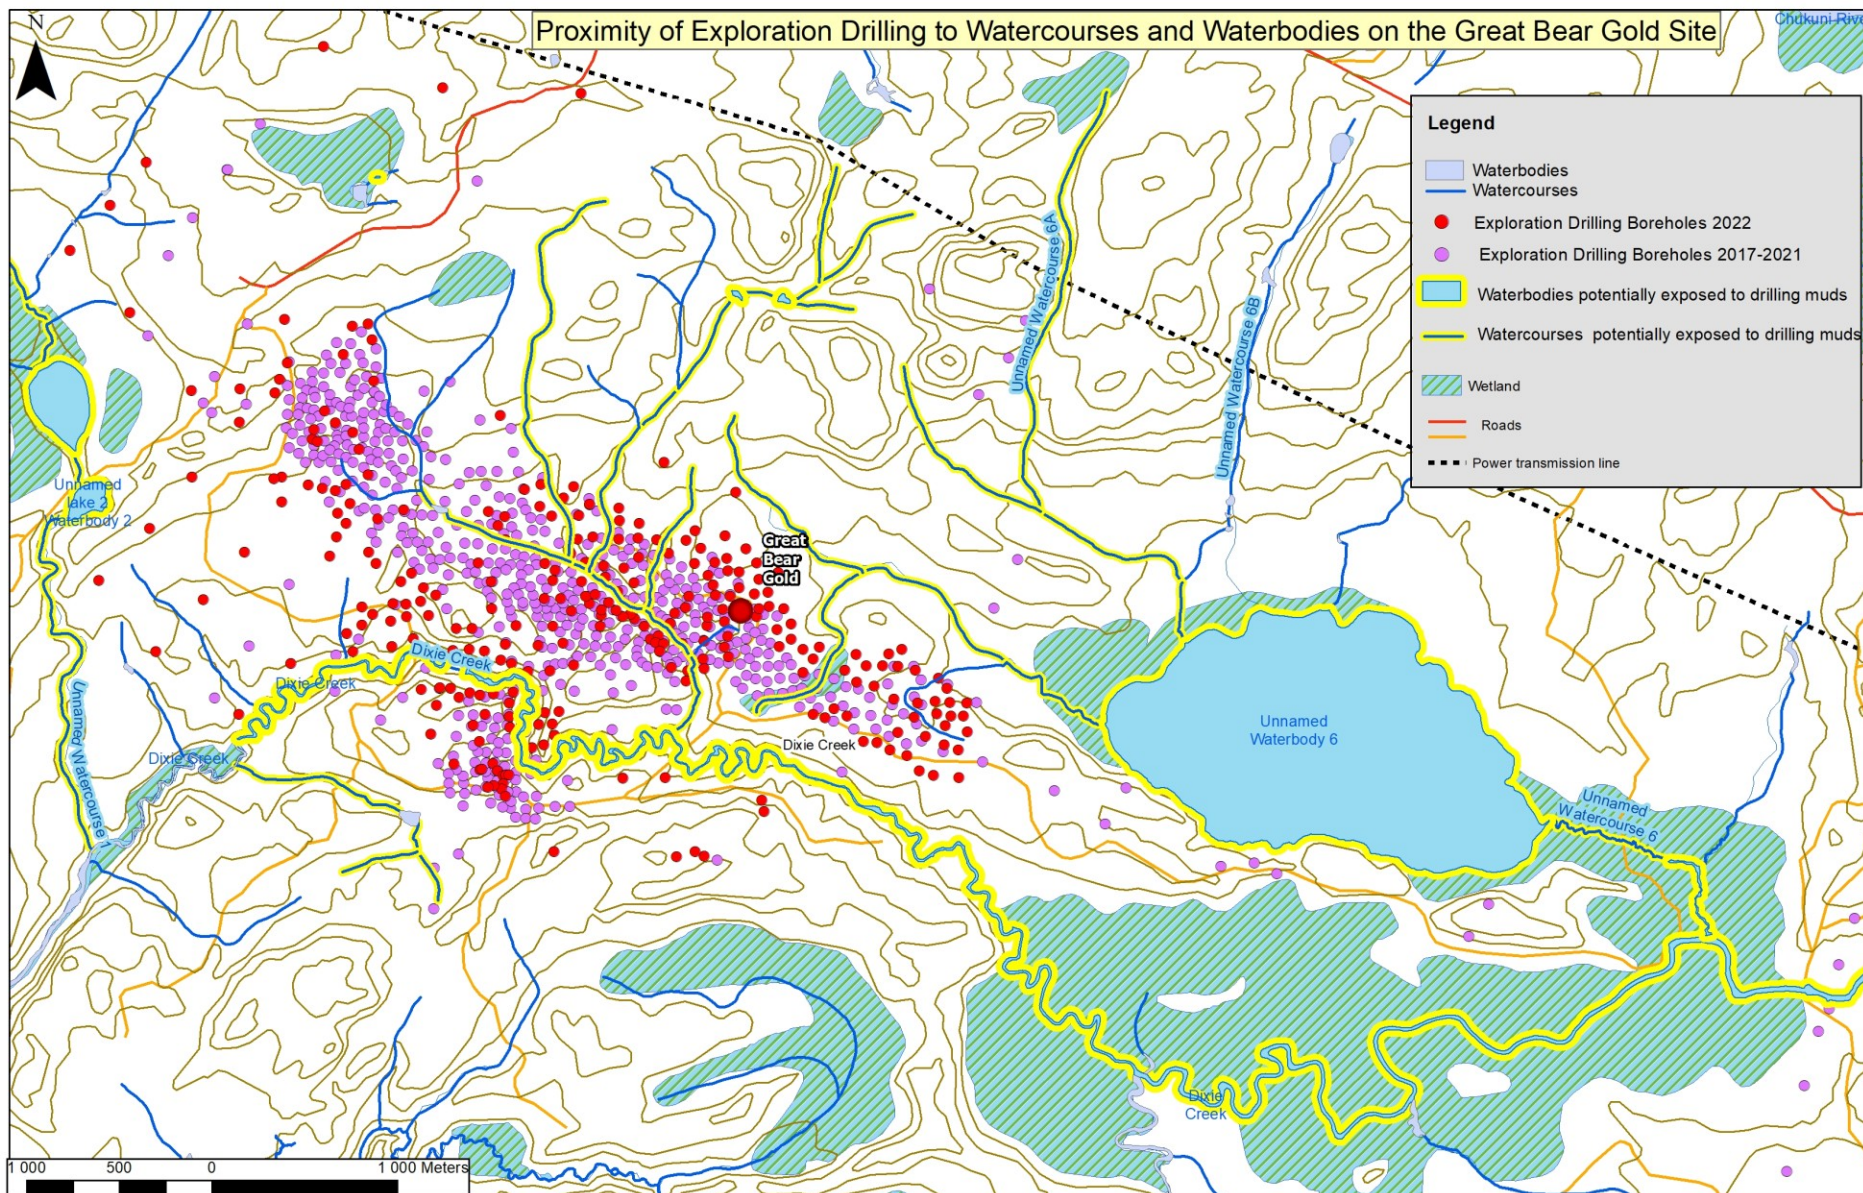 N
Proximity of Exploration Drilling to Watercourses and Waterbodies on the Great Bear Gold Site
Legend
Waterbodies
Watercourses
Exploration Drilling Boreholes 2022
Exploration Drilling Boreholes 2017-2021
Waterbodies potentially exposed to drilling muds
Watercourses potentially exposed to drilling muds
Wetland
Roads
Power transmission line
Unnamed Watercourse 6A
Unnamed Watercourse 6B
Unnamed
lake 2
Waterbody 2
Great
Bear
Gold
Dixie Creek
Dixie Creek
Unnamed Watercourse 1
Dixie Creek
Dixie Creek
Unnamed
Waterbody 6
Unnamed
Watercourse 6
Dixie
Creek
1 000
500
0
1 000 Meters